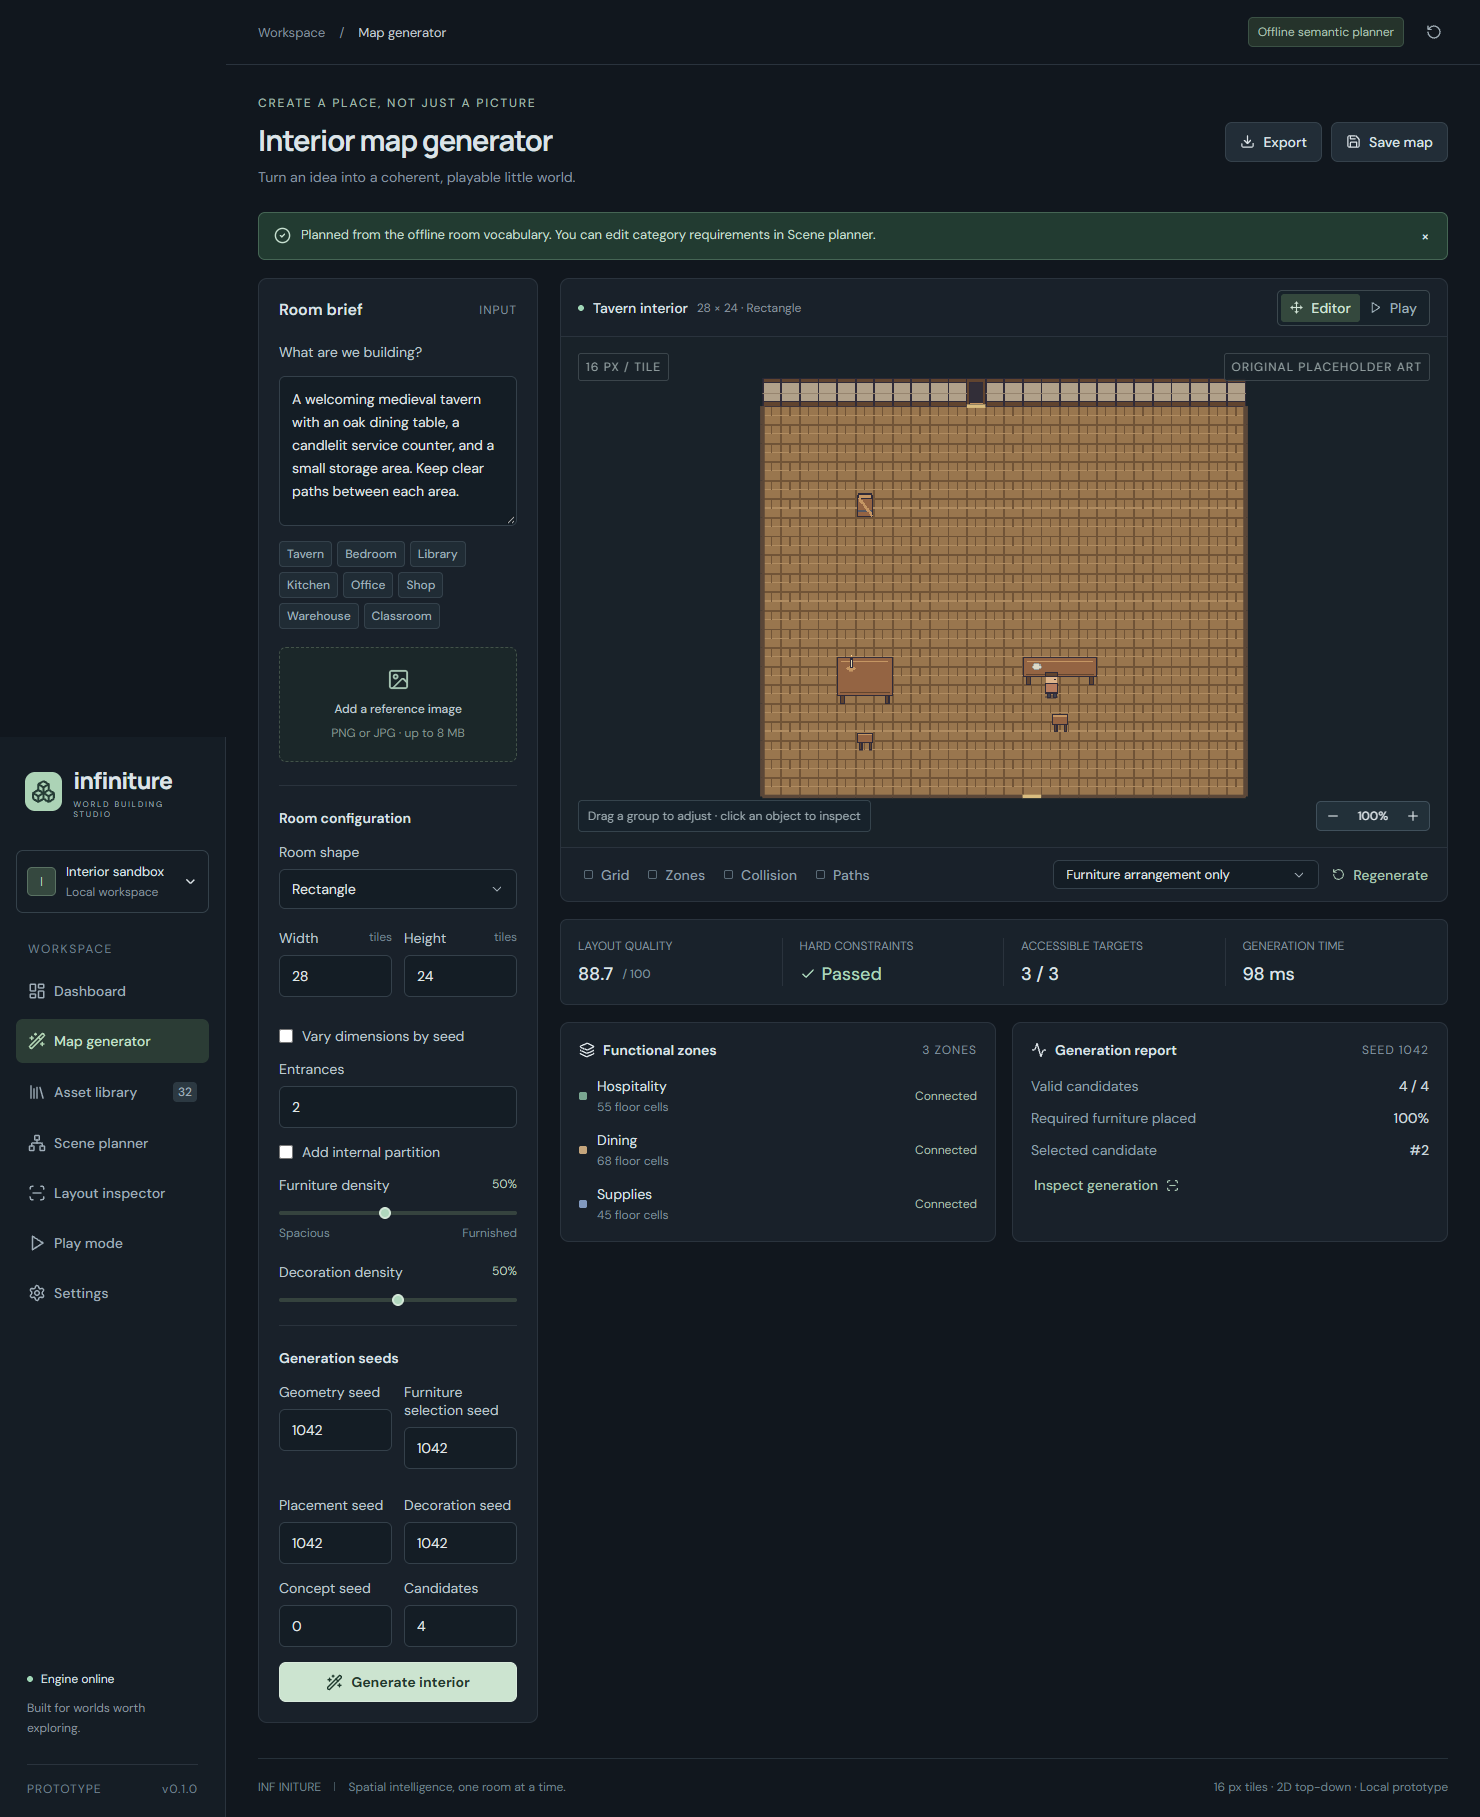 Workspace / Map generator
Offline semantic planner
CREATE A PLACE, NOT JUST A PICTURE
Interior map generator
Turn an idea into a coherent, playable little world.
Export
Save map
Planned from the offline room vocabulary. You can edit category requirements in Scene planner.
×
Room brief
INPUT
What are we building?
A welcoming medieval tavern
with an oak dining table, a
candlelit service counter, and a
small storage area. Keep clear
paths between each area.
Tavern
Bedroom
Library
Kitchen
Office
Shop
Warehouse
Classroom
Add a reference image
PNG or JPG · up to 8 MB
Room configuration
Room shape
Rectangle
Width tiles
Height tiles
28
24
Vary dimensions by seed
Entrances
2
Add internal partition
Furniture density 50%
Spacious Furnished
Decoration density 50%
Generation seeds
Geometry seed
1042
Furniture
selection seed
1042
Placement seed
1042
Decoration seed
1042
Concept seed
0
Candidates
4
Generate interior
Tavern interior 28 × 24 · Rectangle
Editor
Play
16 PX / TILE
ORIGINAL PLACEHOLDER ART
Drag a group to adjust · click an object to inspect
− 100% +
Grid
Zones
Collision
Paths
Furniture arrangement only
Regenerate
LAYOUT QUALITY
88.7 / 100
HARD CONSTRAINTS
Passed
ACCESSIBLE TARGETS
3 / 3
GENERATION TIME
98 ms
Functional zones
3 ZONES
Hospitality
55 floor cells
Connected
Dining
68 floor cells
Connected
Supplies
45 floor cells
Connected
Generation report
SEED 1042
Valid candidates 4 / 4
Required furniture placed 100%
Selected candidate #2
Inspect generation
infiniture
WORLD BUILDING
STUDIO
I
Interior sandbox
Local workspace
WORKSPACE
Dashboard
Map generator
Asset library 32
Scene planner
Layout inspector
Play mode
Settings
Engine online
Built for worlds worth
exploring.
PROTOTYPE v0.1.0
INF INITURE | Spatial intelligence, one room at a time.
16 px tiles · 2D top-down · Local prototype